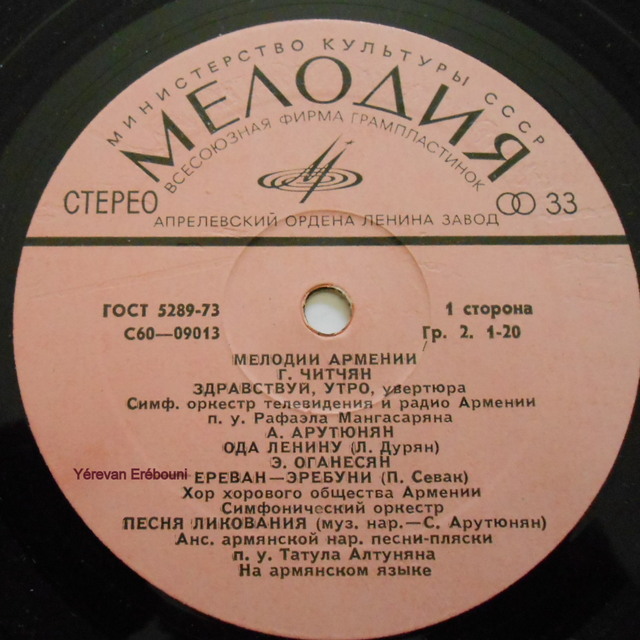 МИНИСТЕРСТВО КУЛЬТУРЫ СССР
МЕЛОДИЯ
ВСЕСОЮЗНАЯ ФИРМА ГРАМПЛАСТИНОК
СТЕРЕО
33
АПРЕЛЕВСКИЙ ОРДЕНА ЛЕНИНА ЗАВОД
ГОСТ 5289-73
1 сторона
С60—09013
Гр. 2. 1-20
МЕЛОДИИ АРМЕНИИ
Г. ЧИТЧЯН
ЗДРАВСТВУЙ, УТРО, увертюра
Симф. оркестр телевидения и радио Армении
п. у. Рафаэла Мангасаряна
А. АРУТЮНЯН
ОДА ЛЕНИНУ (Л. Дурян)
Э. ОГАНЕСЯН
Yérevan Erébouni
ЕРЕВАН—ЭРЕБУНИ (П. Севак)
Хор хорового общества Армении
Симфонический оркестр
ПЕСНЯ ЛИКОВАНИЯ (муз. нар.—С. Арутюнян)
Анс. армянской нар. песни-пляски
п. у. Татула Алтуняна
На армянском языке